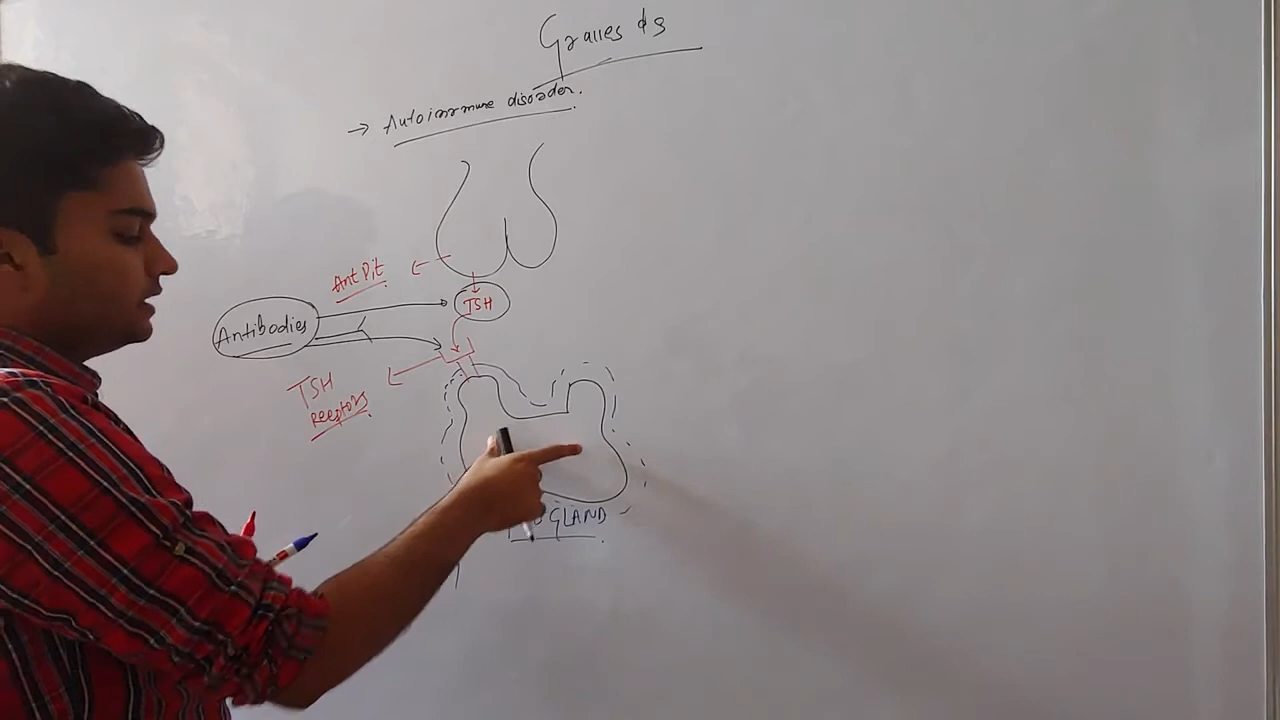 Graves ds
→ Autoimmune disorder.
Ant Pit
TSH
Antibodies
TSH
Receptors
GLAND